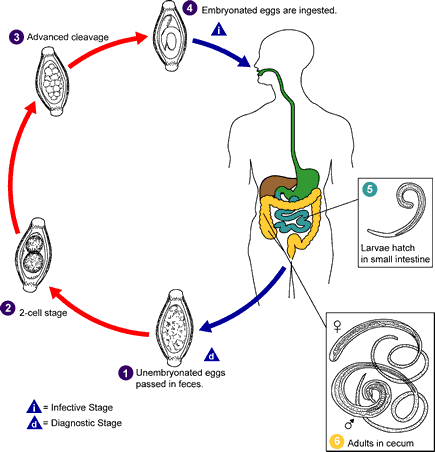 4 Embryonated eggs are ingested.
i
3 Advanced cleavage
5
Larvae hatch
in small intestine
2 2-cell stage
d
1 Unembryonated eggs
passed in feces.
i = Infective Stage
d = Diagnostic Stage
♀
♂
6 Adults in cecum